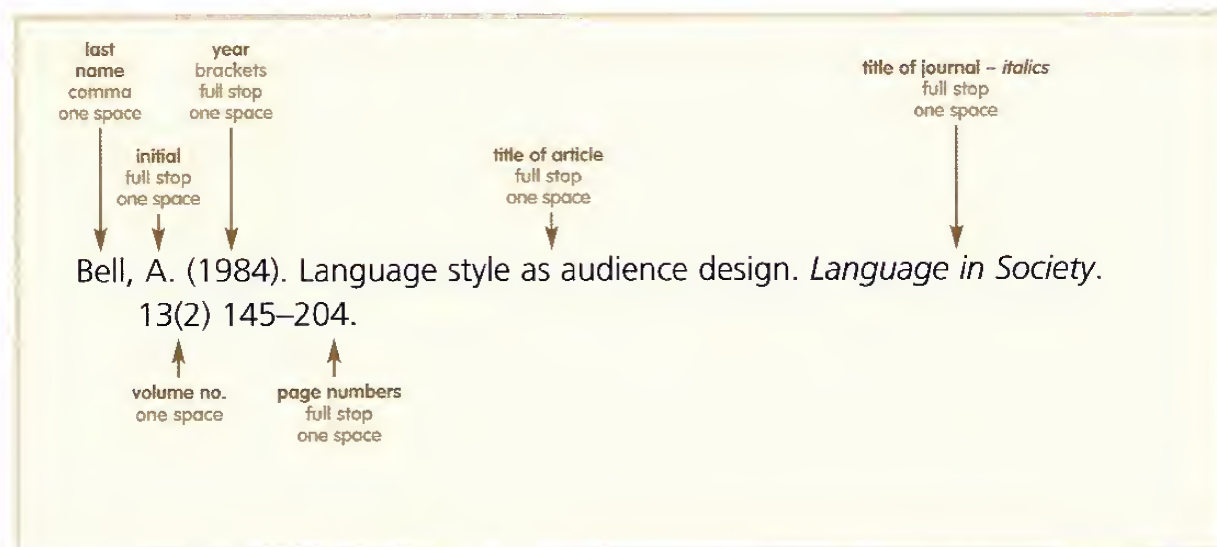 last
name
comma
one space
year
brackets
full stop
one space
title of journal – italics
full stop
one space
initial
full stop
one space
title of article
full stop
one space
Bell, A. (1984). Language style as audience design. Language in Society.
13(2) 145–204.
volume no.
one space
page numbers
full stop
one space